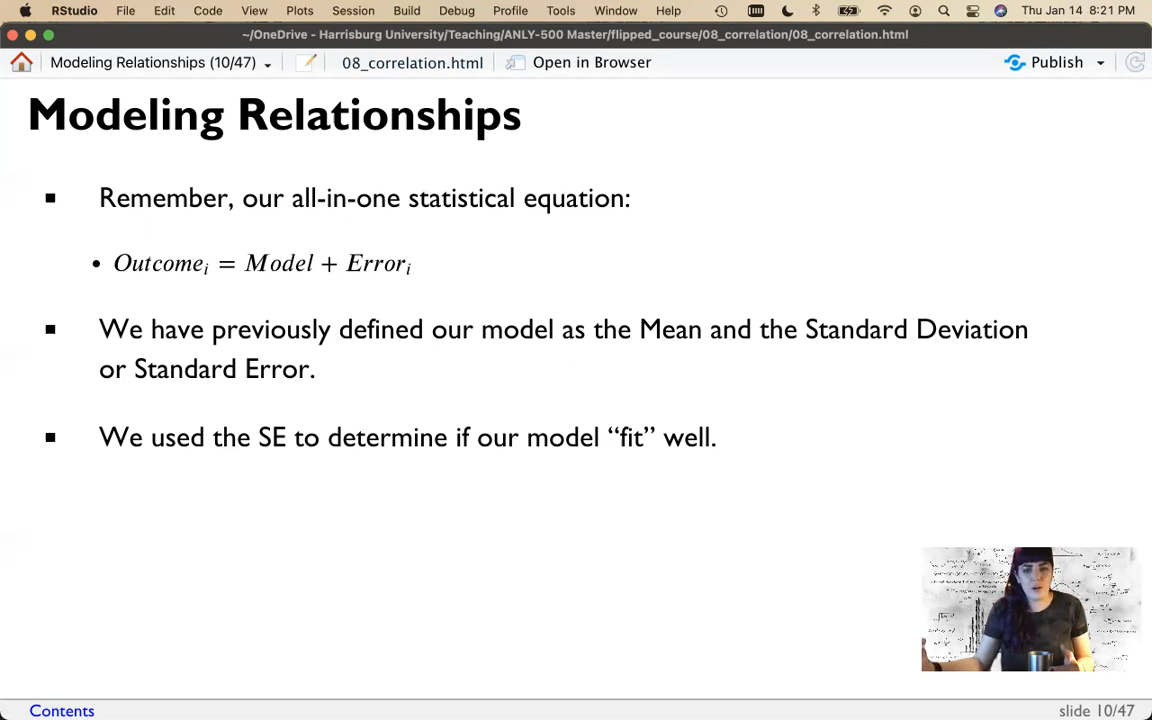 RStudio File Edit Code View Plots Session Build Debug Profile Tools Window Help Thu Jan 14 8:21 PM
~/OneDrive - Harrisburg University/Teaching/ANLY-500 Master/flipped_course/08_correlation/08_correlation.html
Modeling Relationships (10/47) 08_correlation.html Open in Browser Publish
Modeling Relationships
Remember, our all-in-one statistical equation:
• Outcomeᵢ = Model + Errorᵢ
We have previously defined our model as the Mean and the Standard Deviation
or Standard Error.
We used the SE to determine if our model “fit” well.
Contents slide 10/47